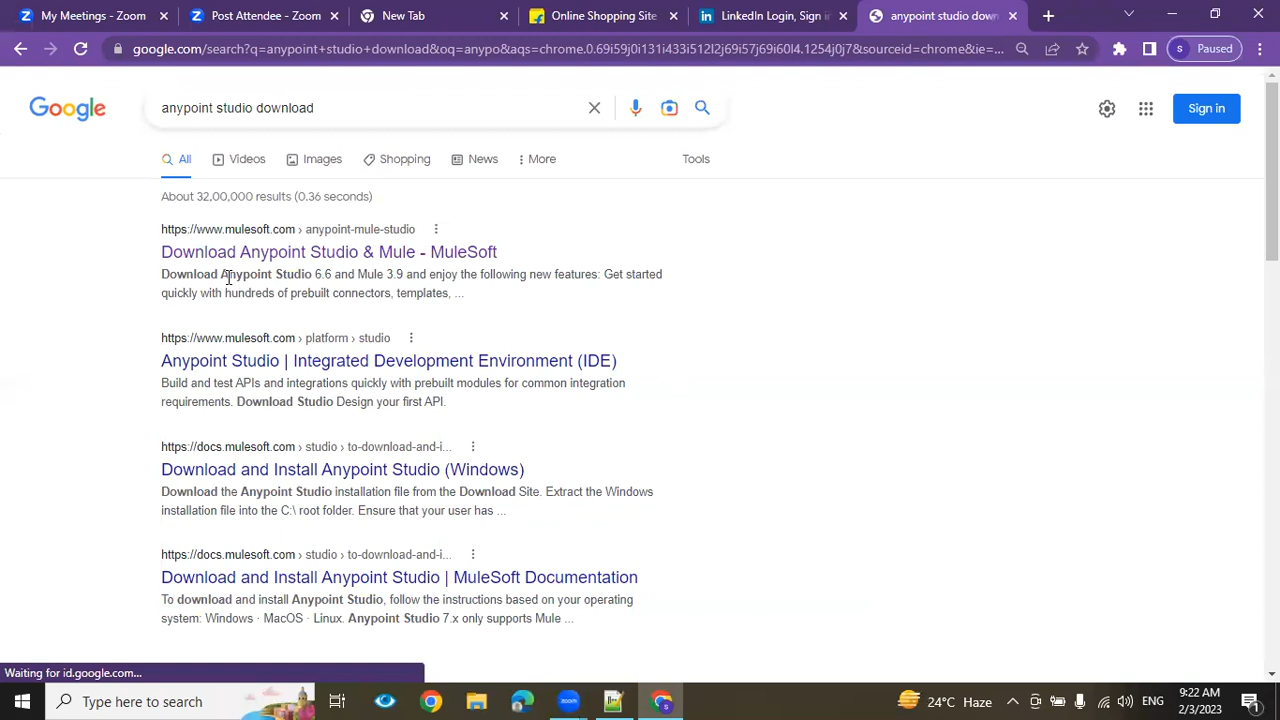 My Meetings - Zoom
Post Attendee - Zoom
New Tab
Online Shopping Site
LinkedIn Login, Sign i
anypoint studio down
google.com/search?q=anypoint+studio+download&oq=anypo&aqs=chrome.0.69i59j0i131i433i512l2j69i57j69i60l4.1254j0j7&sourceid=chrome&ie=...
S Paused
Google
anypoint studio download
Sign in
All
Videos
Images
Shopping
News
More
Tools
About 32,00,000 results (0.36 seconds)
https://www.mulesoft.com › anypoint-mule-studio
Download Anypoint Studio & Mule - MuleSoft
Download Anypoint Studio 6.6 and Mule 3.9 and enjoy the following new features: Get started
quickly with hundreds of prebuilt connectors, templates, ...
https://www.mulesoft.com › platform › studio
Anypoint Studio | Integrated Development Environment (IDE)
Build and test APIs and integrations quickly with prebuilt modules for common integration
requirements. Download Studio Design your first API.
https://docs.mulesoft.com › studio › to-download-and-i...
Download and Install Anypoint Studio (Windows)
Download the Anypoint Studio installation file from the Download Site. Extract the Windows
installation file into the C:\ root folder. Ensure that your user has ...
https://docs.mulesoft.com › studio › to-download-and-i...
Download and Install Anypoint Studio | MuleSoft Documentation
To download and install Anypoint Studio, follow the instructions based on your operating
system: Windows · MacOS · Linux. Anypoint Studio 7.x only supports Mule ...
Waiting for id.google.com...
Type here to search
24°C Haze
ENG
9:22 AM
2/3/2023
1